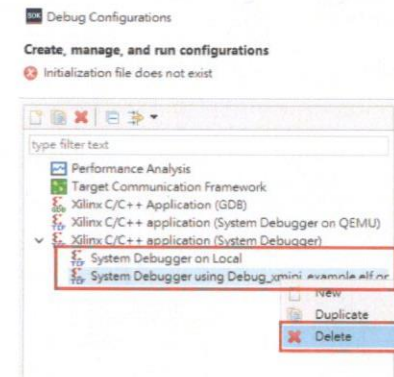 SDK Debug Configurations
Create, manage, and run configurations
Initialization file does not exist
type filter text
Performance Analysis
Target Communication Framework
Xilinx C/C++ Application (GDB)
Xilinx C/C++ application (System Debugger on QEMU)
Xilinx C/C++ application (System Debugger)
System Debugger on Local
System Debugger using Debug_xmini_example.elf
New
Duplicate
Delete